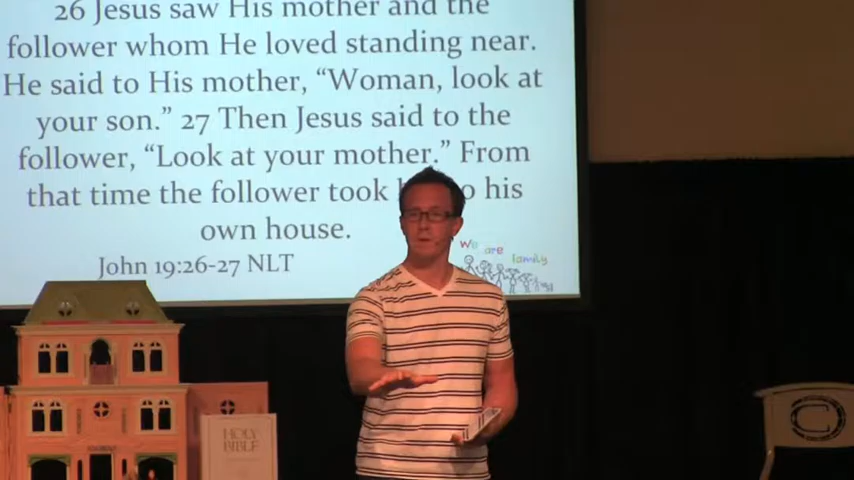 26 Jesus saw His mother and the
follower whom He loved standing near.
He said to His mother, “Woman, look at
your son.” 27 Then Jesus said to the
follower, “Look at your mother.” From
that time the follower took his
own house.
John 19:26-27 NLT
We are family
HOLY
BIBLE